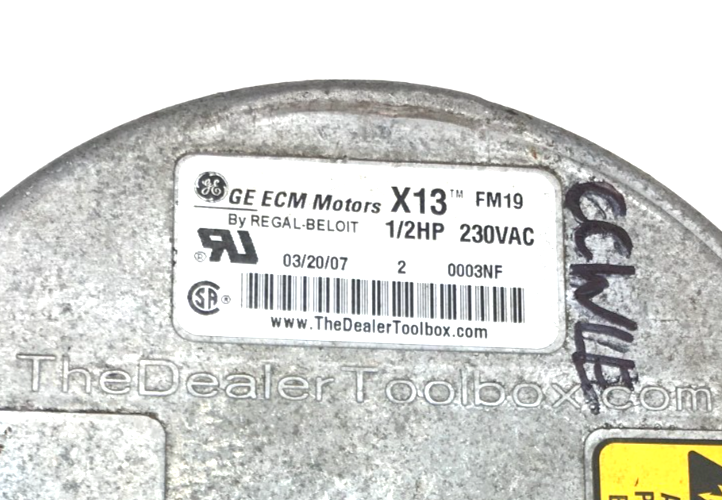 GE ECM Motors X13™ FM19
By REGAL-BELOIT 1/2HP 230VAC
03/20/07 2 0003NF
www.TheDealerToolbox.com
CCWLE
TheDealerToolbox.com